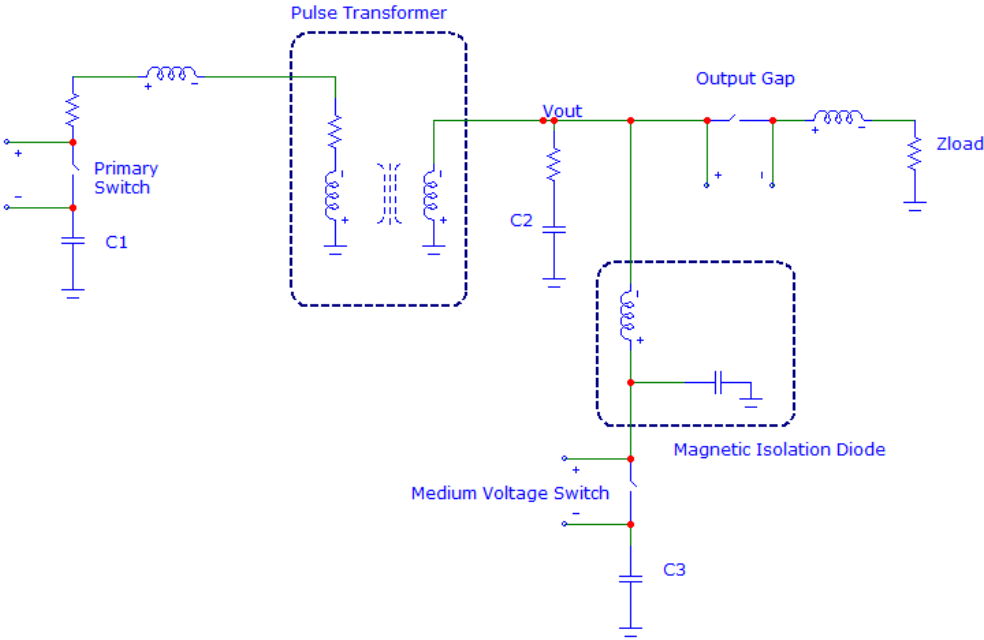 Pulse Transformer
Output Gap
Vout
Zload
Primary
Switch
C2
C1
Magnetic Isolation Diode
Medium Voltage Switch
C3